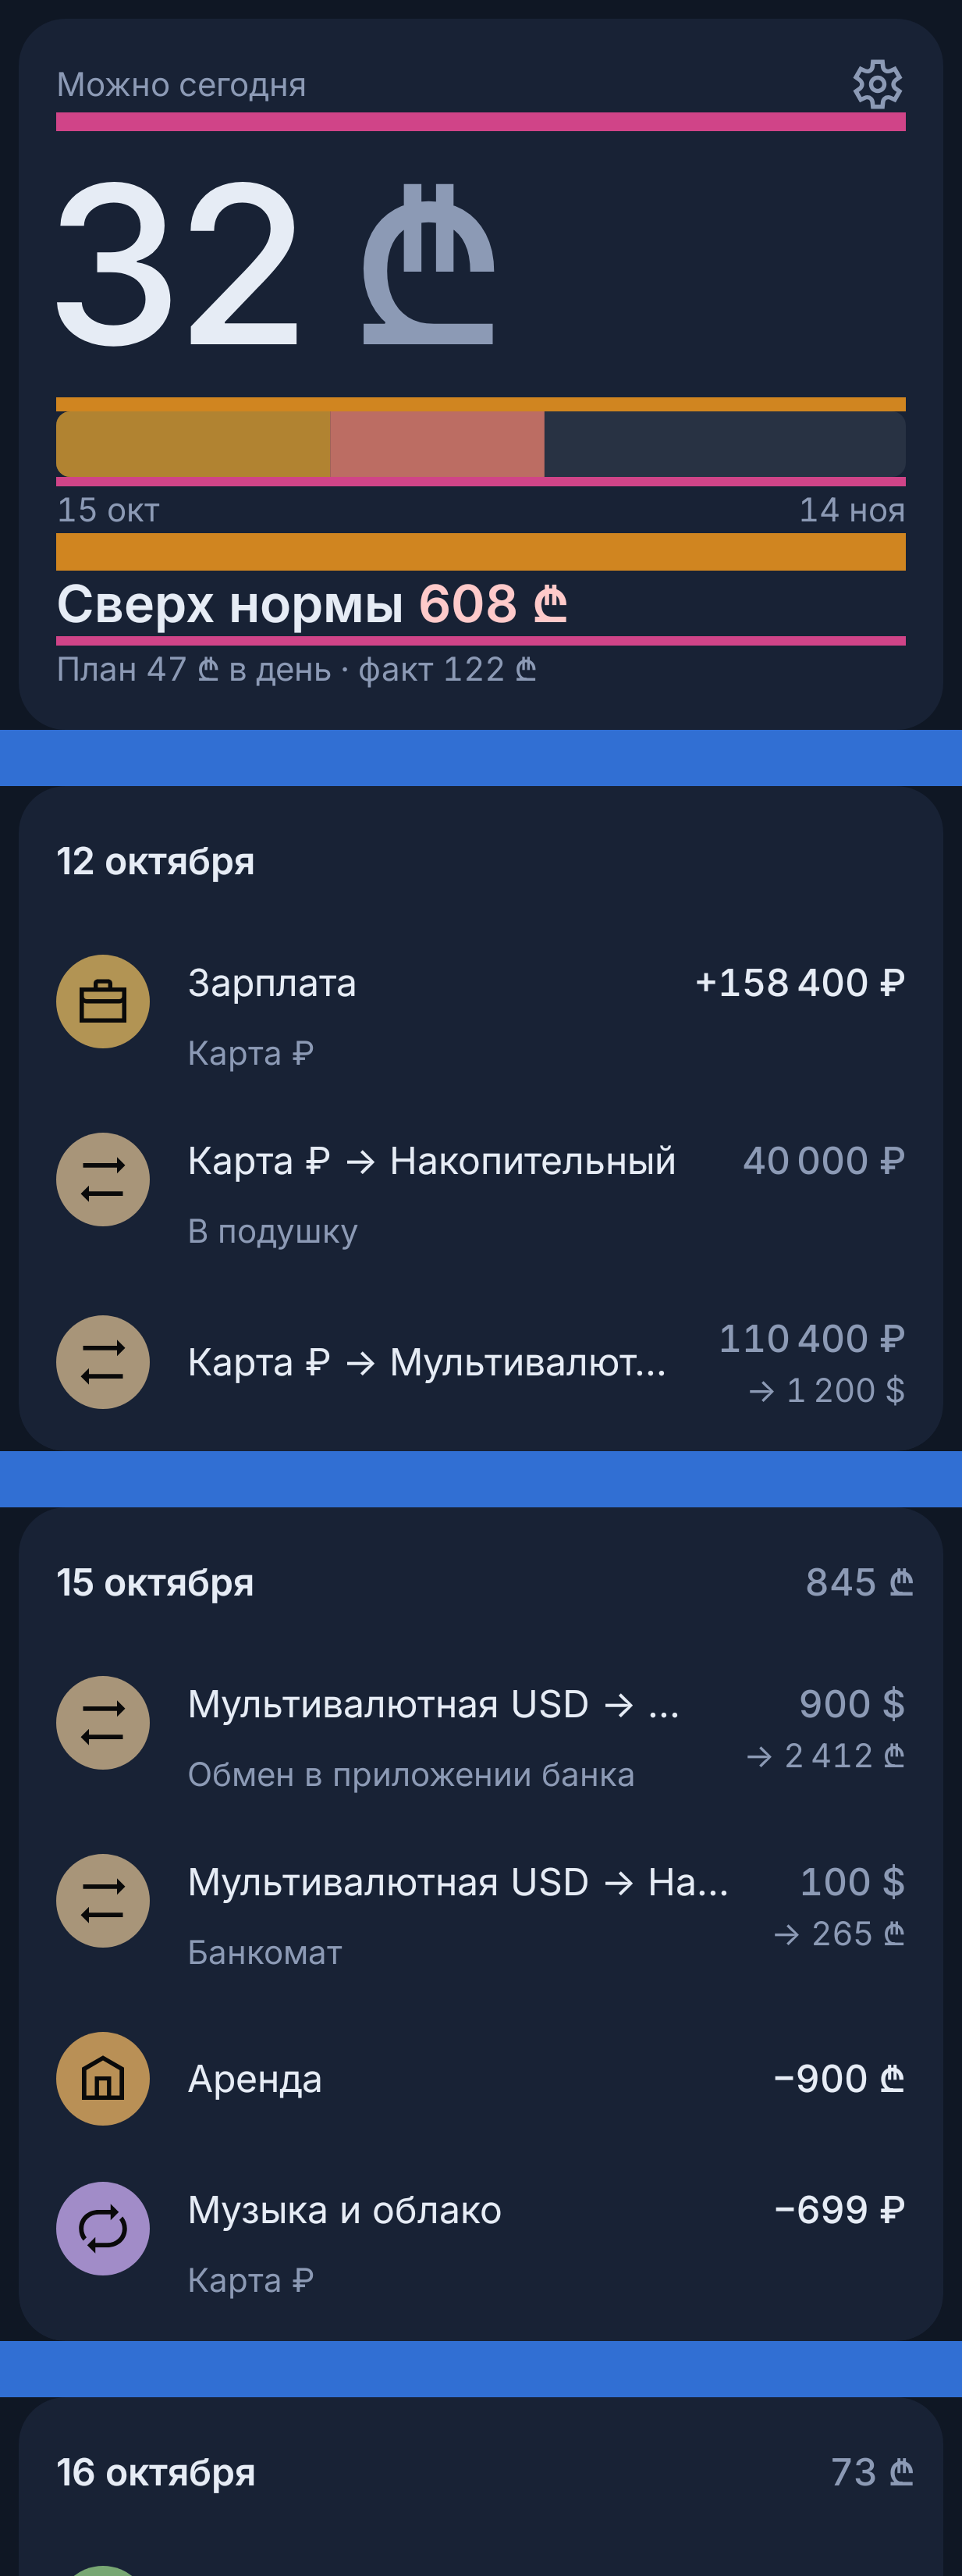 Можно сегодня
32 ₾
15 окт 14 ноя
Сверх нормы 608 ₾
План 47 ₾ в день · факт 122 ₾
12 октября
Зарплата +158 400 ₽
Карта ₽
Карта ₽ → Накопительный 40 000 ₽
В подушку
110 400 ₽
Карта ₽ → Мультивалют...
→ 1 200 $
15 октября 845 ₾
Мультивалютная USD → ... 900 $
→ 2 412 ₾
Обмен в приложении банка
Мультивалютная USD → На... 100 $
→ 265 ₾
Банкомат
Аренда −900 ₾
Музыка и облако −699 ₽
Карта ₽
16 октября 73 ₾